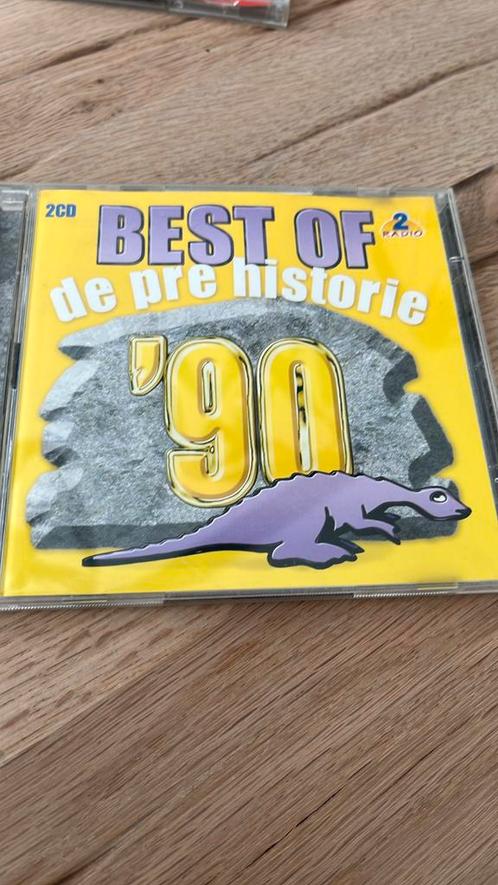 2CD
BEST OF
2
RADIO
de pre historie
'90